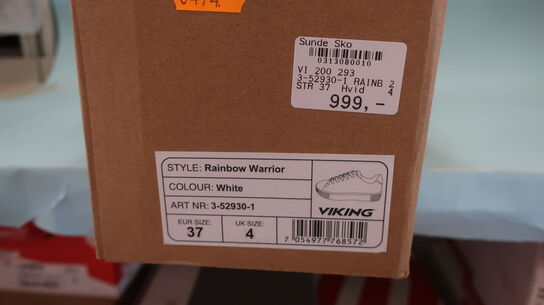 Sunde Sko
0313080010
VI 200 293
3-52930-1 RAINB 2
STR 37 Hvid 4
999,-
STYLE: Rainbow Warrior
COLOUR: White
ART NR: 3-52930-1
VIKING
EUR SIZE: UK SIZE:
37 4
7 054977 768572